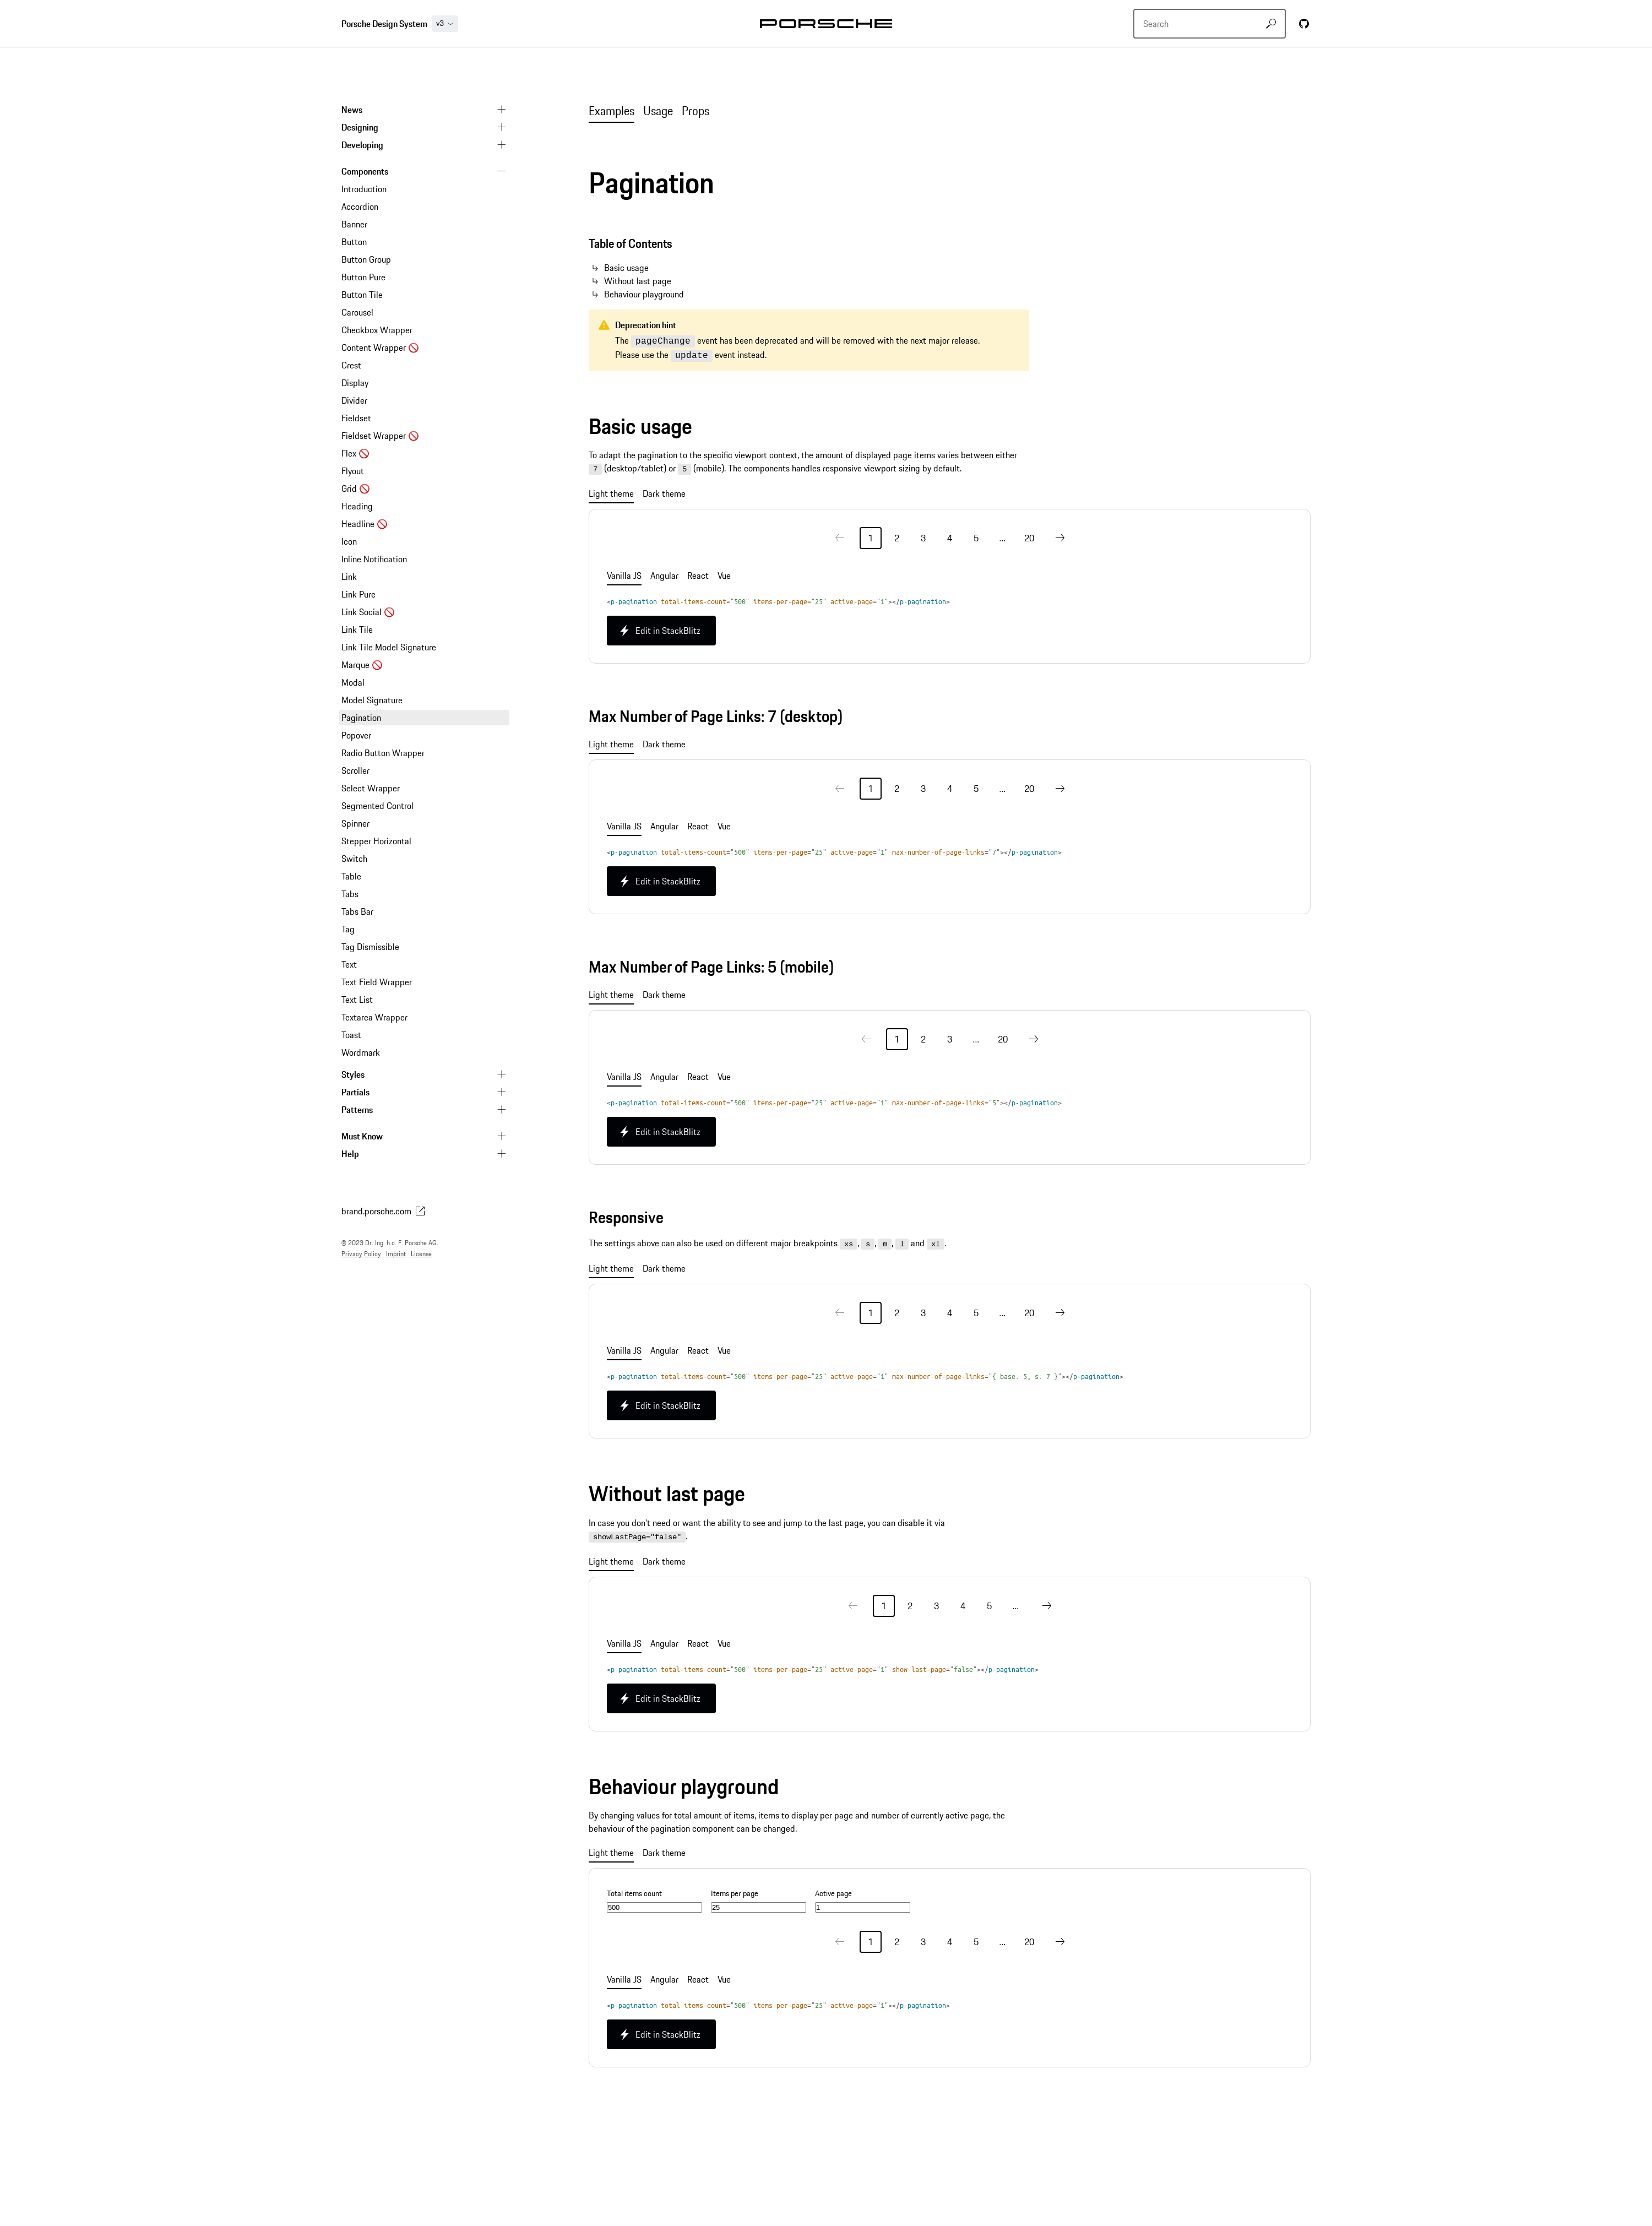 Porsche Design System v3
PORSCHE
Search
News
Designing
Developing
Components
Introduction
Accordion
Banner
Button
Button Group
Button Pure
Button Tile
Carousel
Checkbox Wrapper
Content Wrapper 🚫
Crest
Display
Divider
Fieldset
Fieldset Wrapper 🚫
Flex 🚫
Flyout
Grid 🚫
Heading
Headline 🚫
Icon
Inline Notification
Link
Link Pure
Link Social 🚫
Link Tile
Link Tile Model Signature
Marque 🚫
Modal
Model Signature
Pagination
Popover
Radio Button Wrapper
Scroller
Select Wrapper
Segmented Control
Spinner
Stepper Horizontal
Switch
Table
Tabs
Tabs Bar
Tag
Tag Dismissible
Text
Text Field Wrapper
Text List
Textarea Wrapper
Toast
Wordmark
Styles
Partials
Patterns
Must Know
Help
brand.porsche.com
© 2023 Dr. Ing. h.c. F. Porsche AG.
Privacy Policy Imprint License
Examples Usage Props
Pagination
Table of Contents
Basic usage
Without last page
Behaviour playground
Deprecation hint
The pageChange event has been deprecated and will be removed with the next major release.
Please use the update event instead.
Basic usage
To adapt the pagination to the specific viewport context, the amount of displayed page items varies between either
7 (desktop/tablet) or 5 (mobile). The components handles responsive viewport sizing by default.
Light theme Dark theme
1 2 3 4 5 ... 20
Vanilla JS Angular React Vue
<p-pagination total-items-count="500" items-per-page="25" active-page="1"></p-pagination>
Edit in StackBlitz
Max Number of Page Links: 7 (desktop)
Light theme Dark theme
1 2 3 4 5 ... 20
Vanilla JS Angular React Vue
<p-pagination total-items-count="500" items-per-page="25" active-page="1" max-number-of-page-links="7"></p-pagination>
Edit in StackBlitz
Max Number of Page Links: 5 (mobile)
Light theme Dark theme
1 2 3 ... 20
Vanilla JS Angular React Vue
<p-pagination total-items-count="500" items-per-page="25" active-page="1" max-number-of-page-links="5"></p-pagination>
Edit in StackBlitz
Responsive
The settings above can also be used on different major breakpoints xs, s, m, l and xl.
Light theme Dark theme
1 2 3 4 5 ... 20
Vanilla JS Angular React Vue
<p-pagination total-items-count="500" items-per-page="25" active-page="1" max-number-of-page-links="{ base: 5, s: 7 }"></p-pagination>
Edit in StackBlitz
Without last page
In case you don't need or want the ability to see and jump to the last page, you can disable it via
showLastPage="false".
Light theme Dark theme
1 2 3 4 5 ...
Vanilla JS Angular React Vue
<p-pagination total-items-count="500" items-per-page="25" active-page="1" show-last-page="false"></p-pagination>
Edit in StackBlitz
Behaviour playground
By changing values for total amount of items, items to display per page and number of currently active page, the
behaviour of the pagination component can be changed.
Light theme Dark theme
Total items count Items per page Active page
500 25 1
1 2 3 4 5 ... 20
Vanilla JS Angular React Vue
<p-pagination total-items-count="500" items-per-page="25" active-page="1"></p-pagination>
Edit in StackBlitz